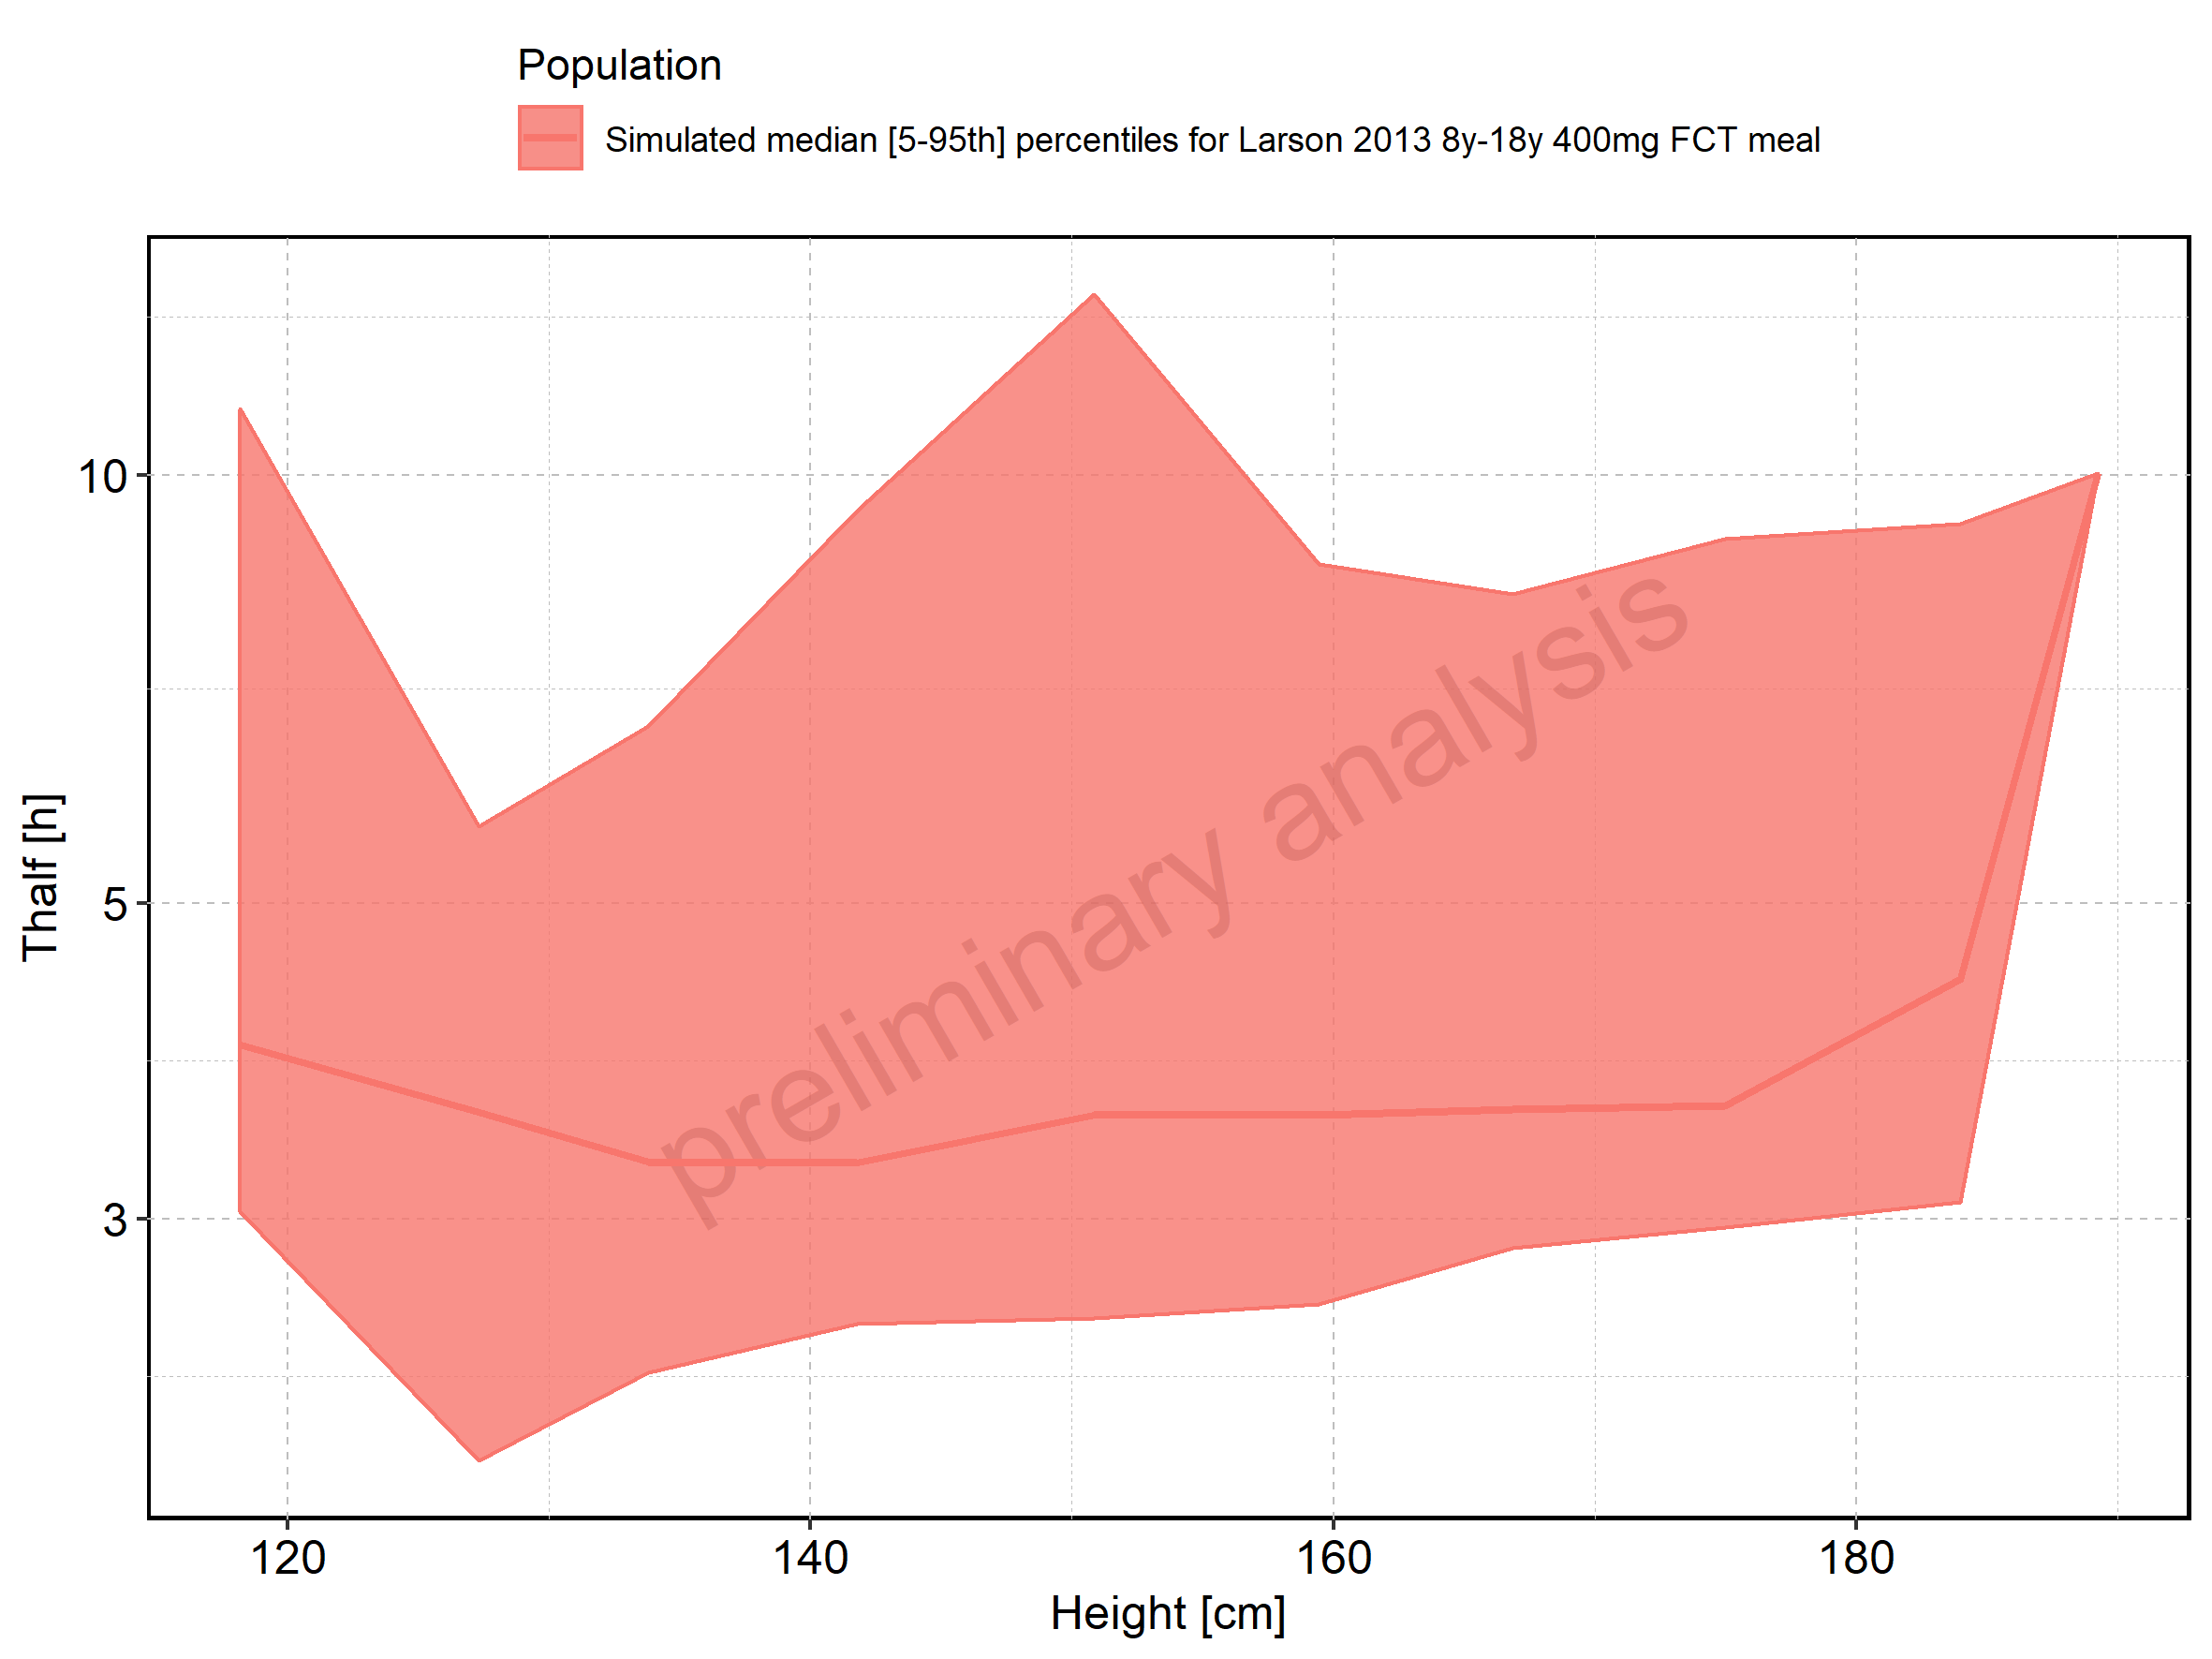 Population
Simulated median [5-95th] percentiles for Larson 2013 8y-18y 400mg FCT meal
10
5
3
Thalf [h]
preliminary analysis
120 140 160 180
Height [cm]